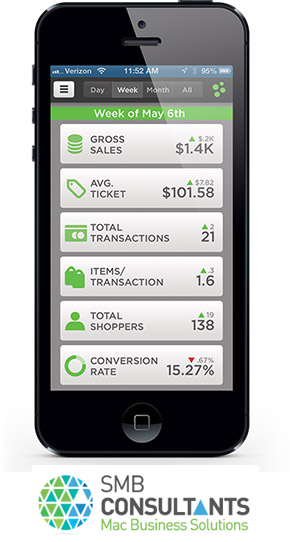 Verizon 11:52 AM 95%
Day Week Month All
Week of May 6th
GROSS
SALES
$.2K
$1.4K
AVG.
TICKET
$7.82
$101.58
TOTAL
TRANSACTIONS
2
21
ITEMS/
TRANSACTION
.3
1.6
TOTAL
SHOPPERS
19
138
CONVERSION
RATE
.67%
15.27%
SMB
CONSULTANTS
Mac Business Solutions